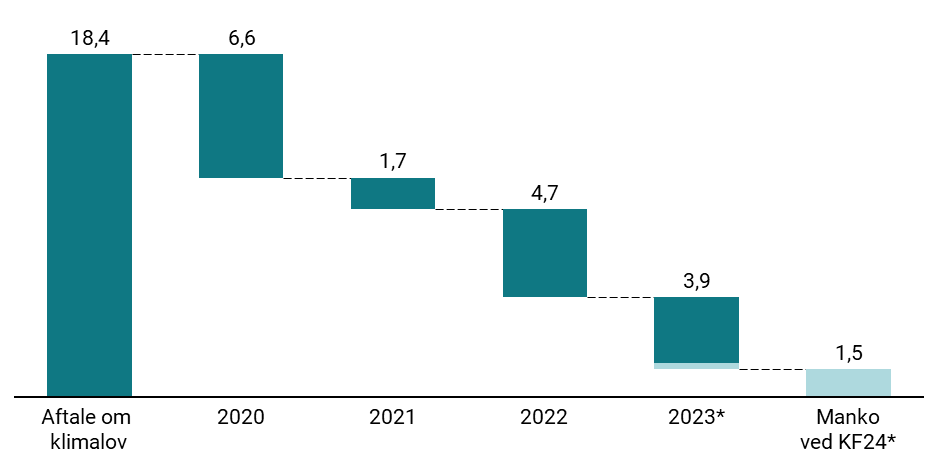 18,4
6,6
1,7
4,7
3,9
1,5
Aftale om
klimalov
2020
2021
2022
2023*
Manko
ved KF24*